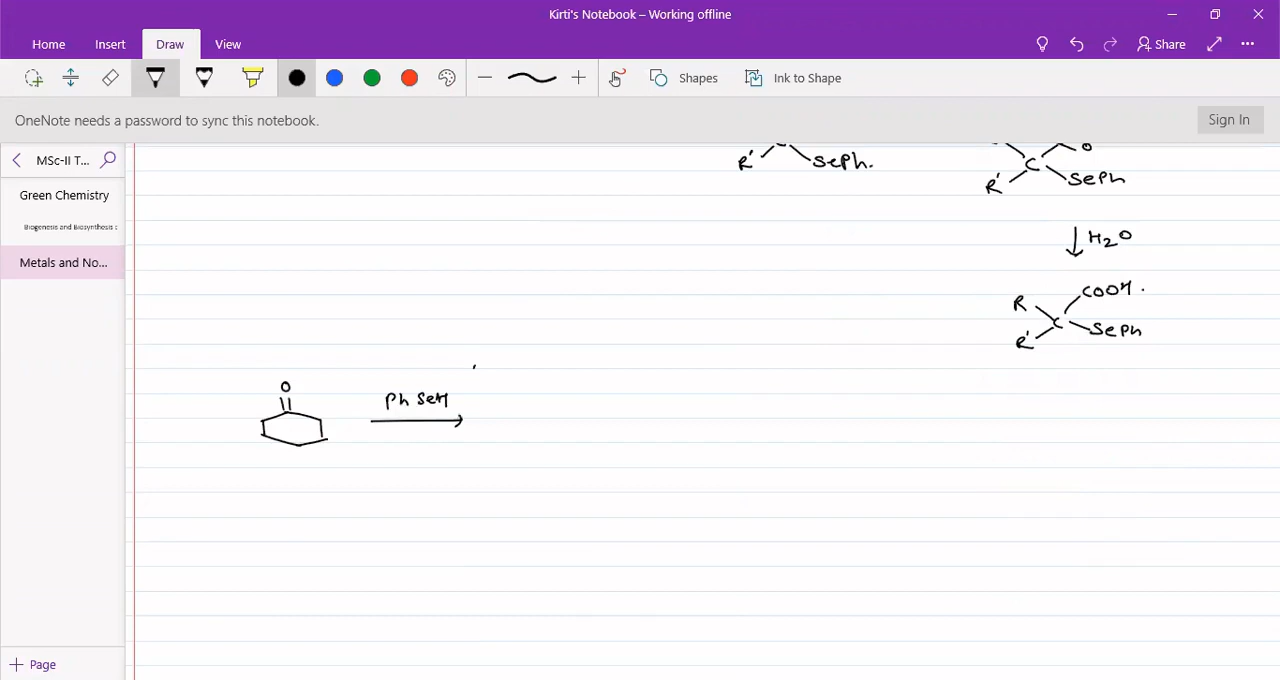 Kirti's Notebook – Working offline
Home Insert Draw View
Share
Shapes Ink to Shape
OneNote needs a password to sync this notebook.
Sign In
MSc-II T...
Green Chemistry
Biogenesis and Biosynthesis
Metals and No...
Page
R' SePh.
C O
R' SePh
↓ H2O
R COOH.
C
R' SePh
O
Ph SeH